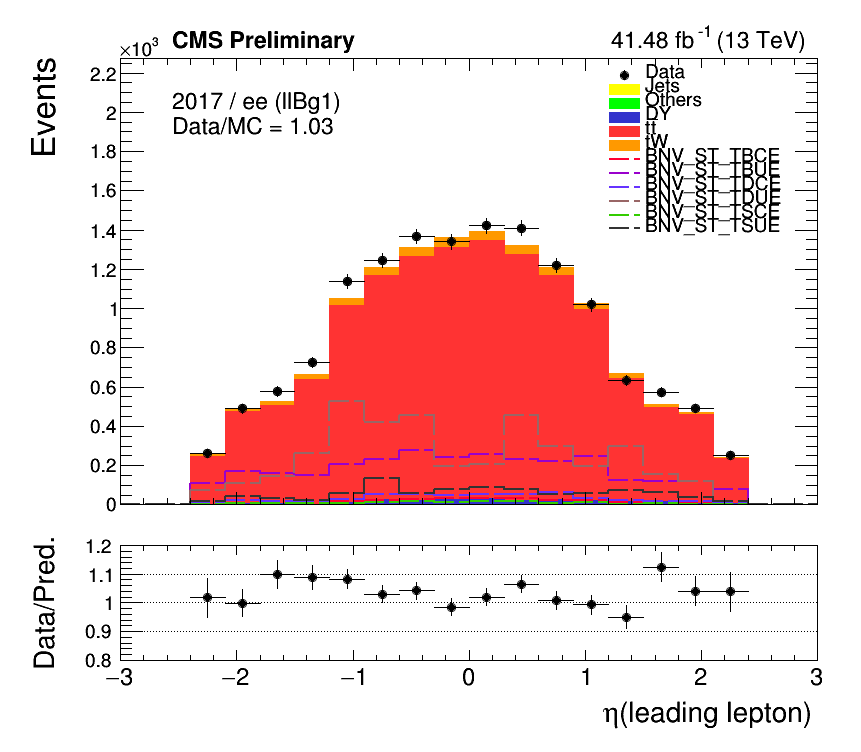 ×10³ CMS Preliminary 41.48 fb⁻¹ (13 TeV)
Events
2.2
2
1.8
1.6
1.4
1.2
1
0.8
0.6
0.4
0.2
0
2017 / ee (llBg1)
Data/MC = 1.03
Data
Jets
Others
DY
tt
tW
BNV_ST_TBCE
BNV_ST_TBUE
BNV_ST_TDCE
BNV_ST_TDUE
BNV_ST_TSCE
BNV_ST_TSUE
Data/Pred.
1.2
1.1
1
0.9
0.8
−3 −2 −1 0 1 2 3
η(leading lepton)